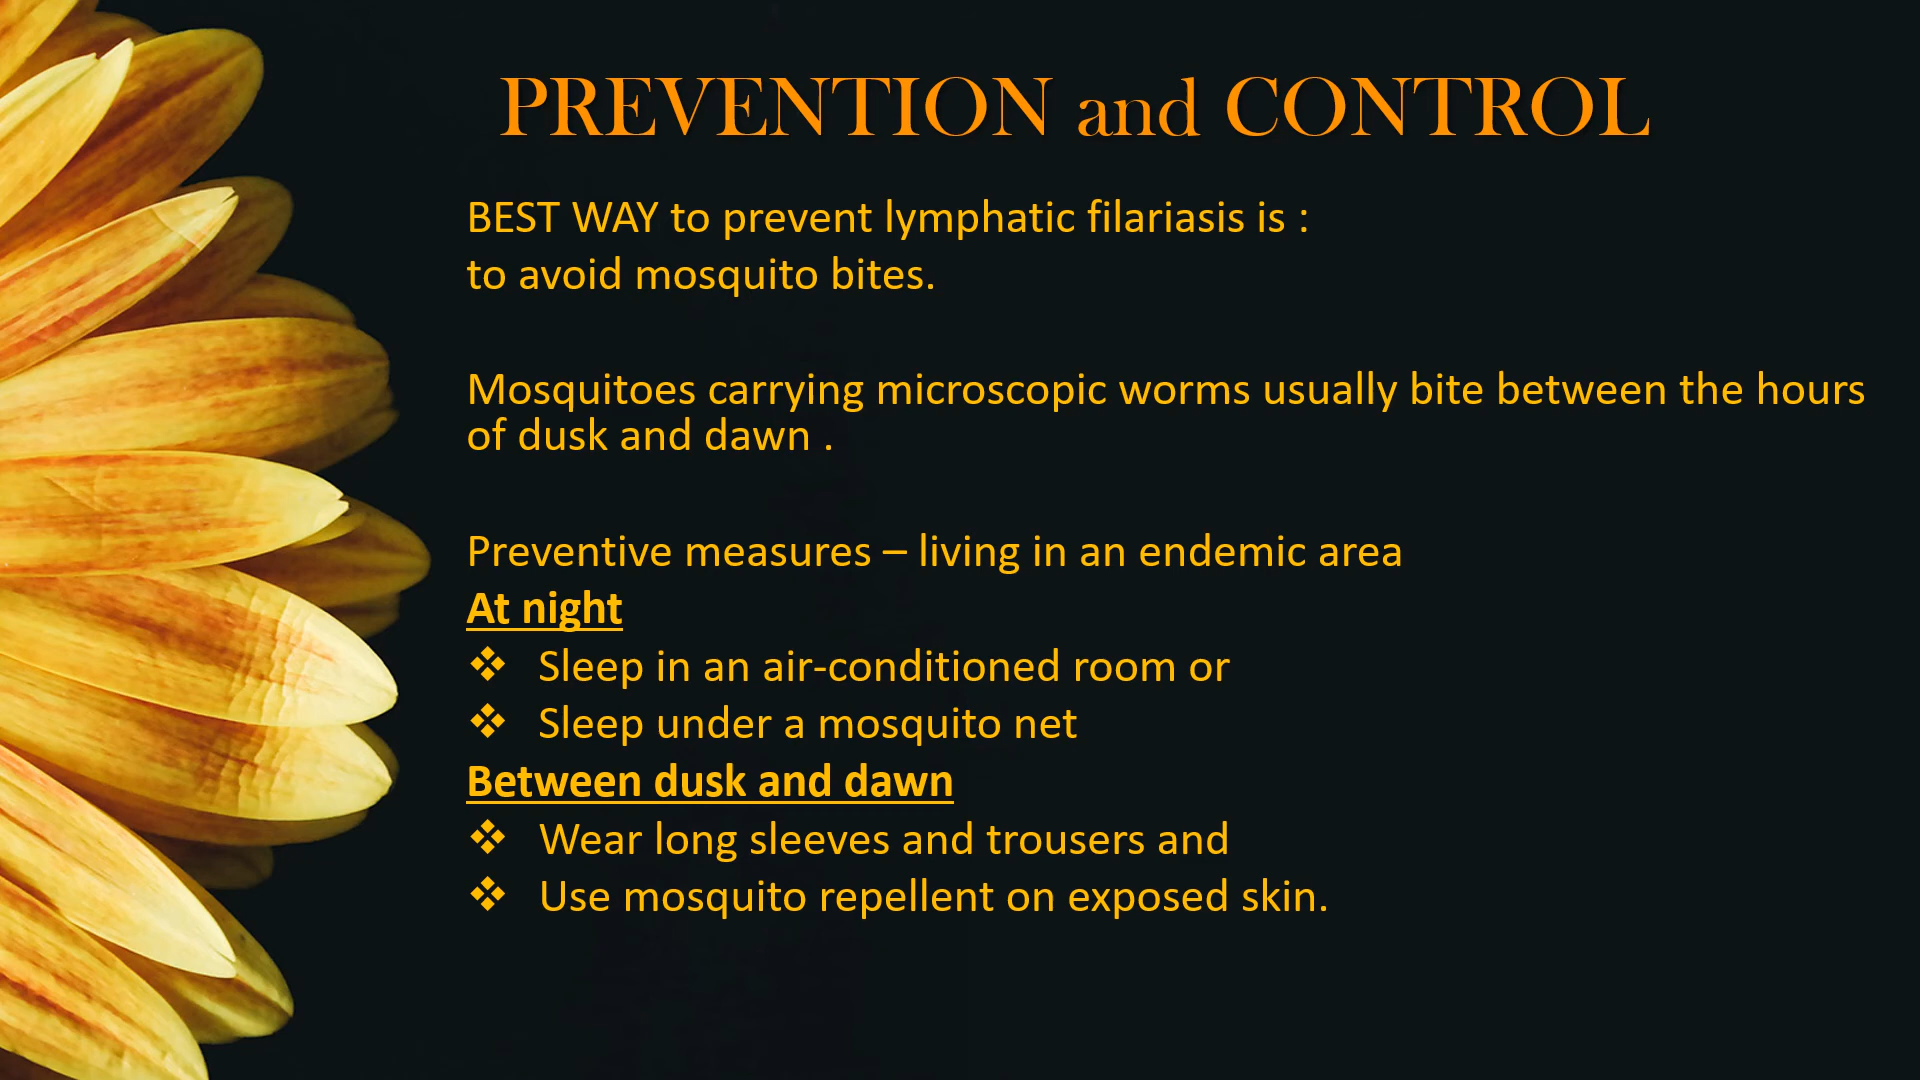 PREVENTION and CONTROL
BEST WAY to prevent lymphatic filariasis is :
to avoid mosquito bites.
Mosquitoes carrying microscopic worms usually bite between the hours
of dusk and dawn .
Preventive measures – living in an endemic area
At night
❖ Sleep in an air-conditioned room or
❖ Sleep under a mosquito net
Between dusk and dawn
❖ Wear long sleeves and trousers and
❖ Use mosquito repellent on exposed skin.